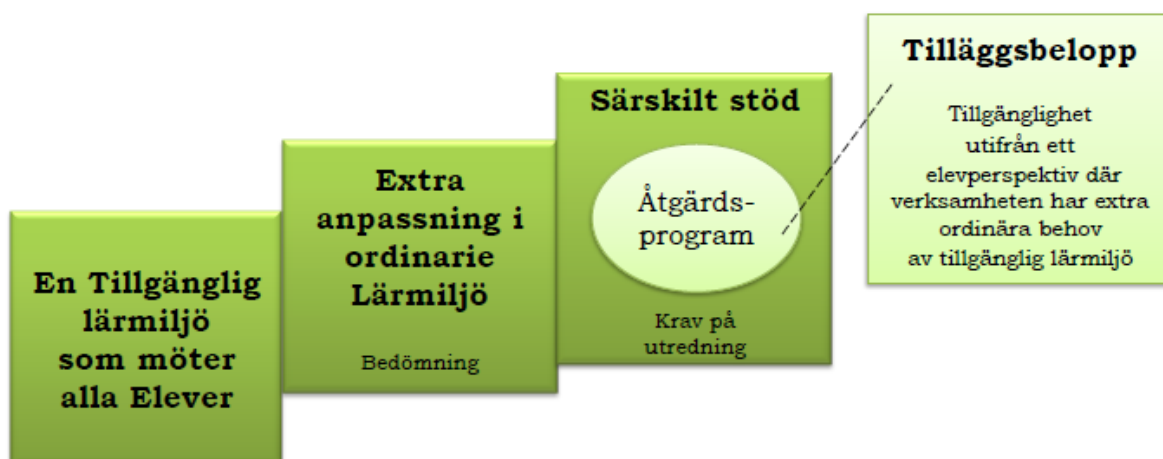 En Tillgänglig
lärmiljö
som möter
alla Elever
Extra
anpassning i
ordinarie
Lärmiljö
Bedömning
Särskilt stöd
Åtgärds-
program
Krav på
utredning
Tilläggsbelopp
Tillgänglighet
utifrån ett
elevperspektiv där
verksamheten har extra
ordinära behov
av tillgänglig lärmiljö